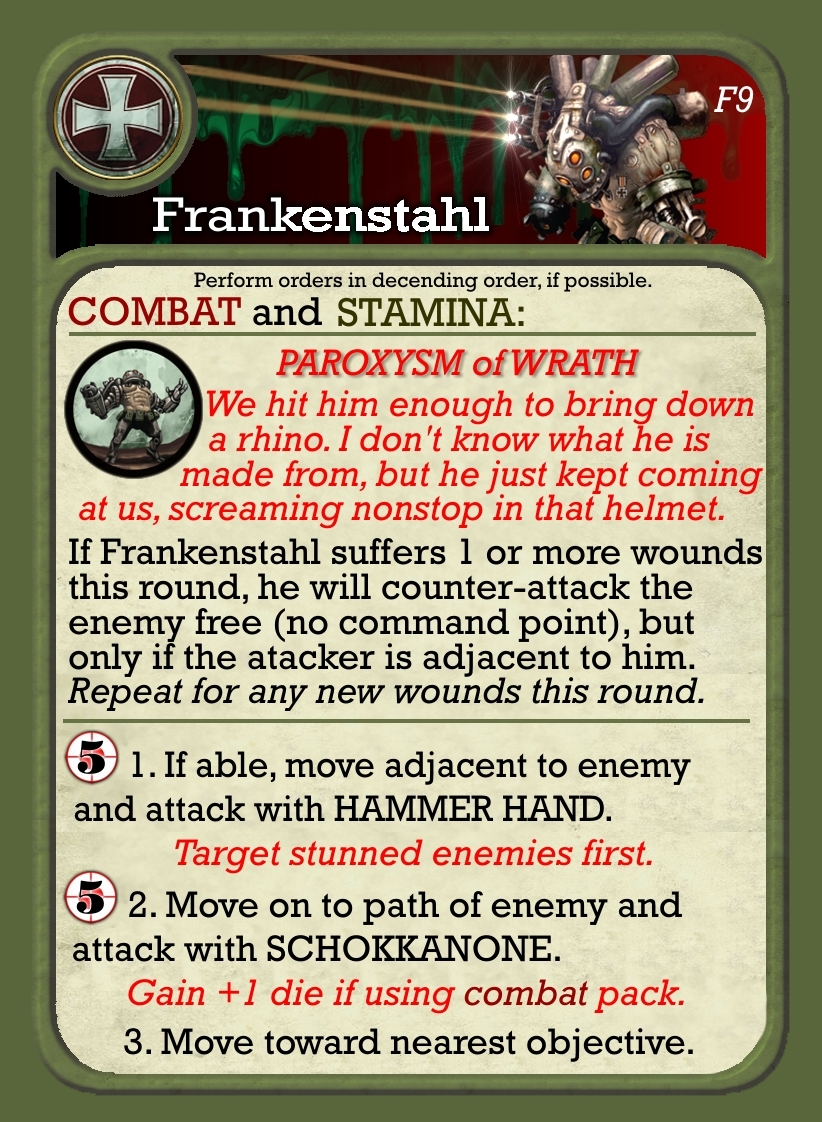 F9
Frankenstahl
Perform orders in decending order, if possible.
COMBAT and STAMINA:
PAROXYSM of WRATH
We hit him enough to bring down
a rhino. I don't know what he is
made from, but he just kept coming
at us, screaming nonstop in that helmet.
If Frankenstahl suffers 1 or more wounds
this round, he will counter-attack the
enemy free (no command point), but
only if the atacker is adjacent to him.
Repeat for any new wounds this round.
5 1. If able, move adjacent to enemy
and attack with HAMMER HAND.
Target stunned enemies first.
5 2. Move on to path of enemy and
attack with SCHOKKANONE.
Gain +1 die if using combat pack.
3. Move toward nearest objective.